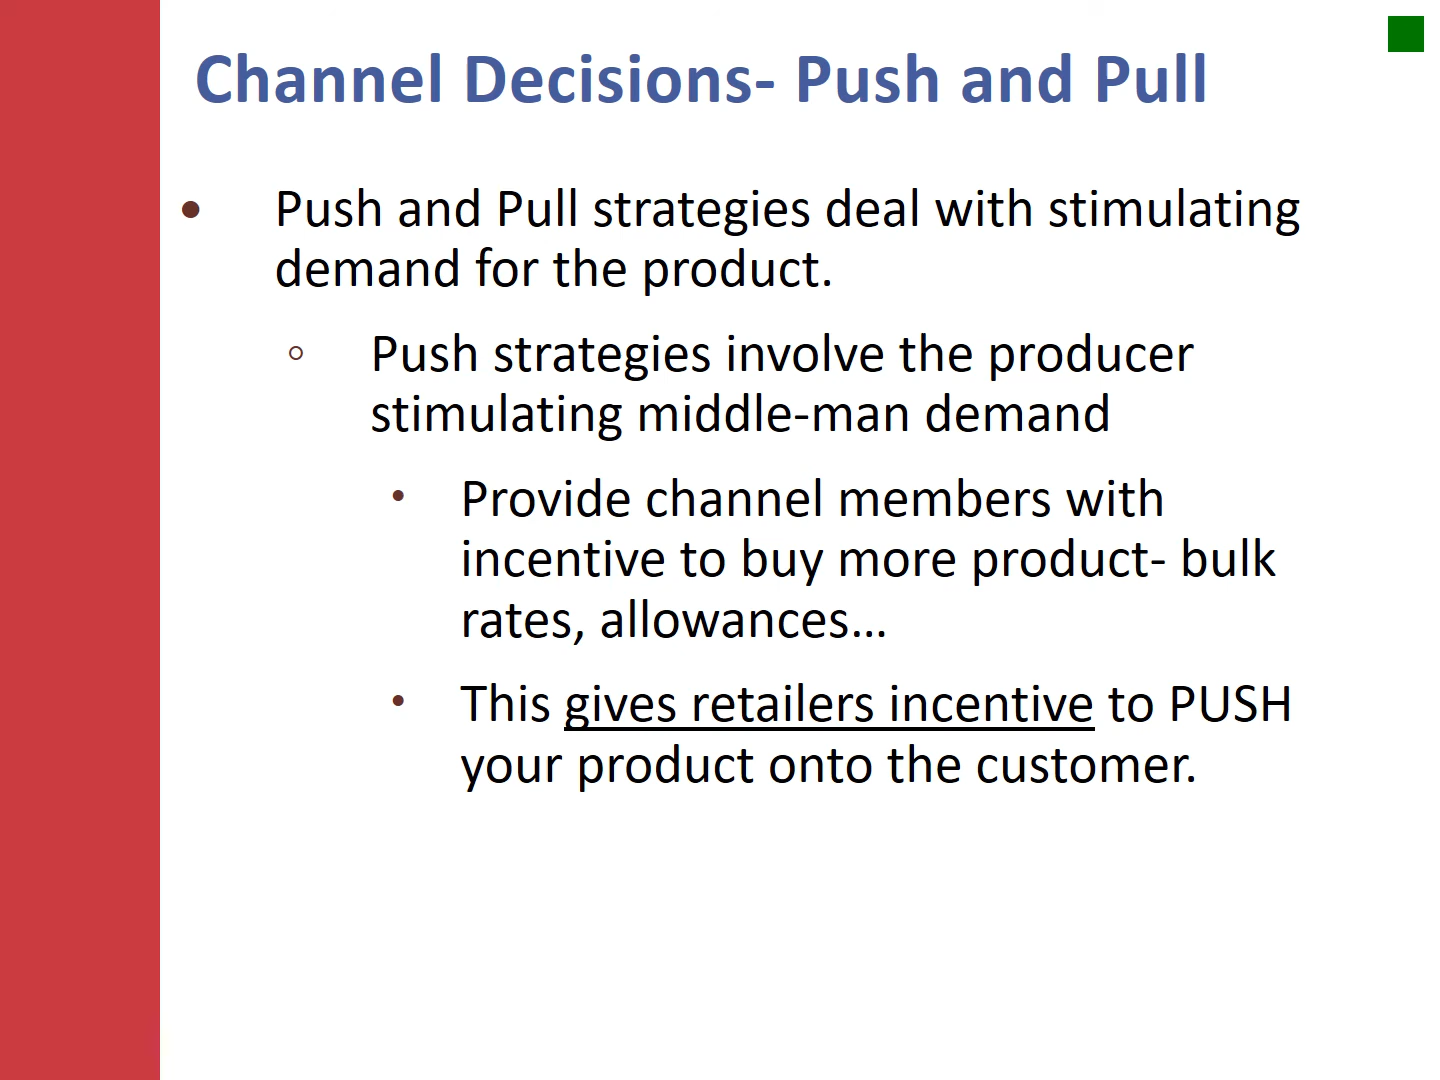 Channel Decisions- Push and Pull
Push and Pull strategies deal with stimulating
demand for the product.
Push strategies involve the producer
stimulating middle-man demand
Provide channel members with
incentive to buy more product- bulk
rates, allowances…
This gives retailers incentive to PUSH
your product onto the customer.